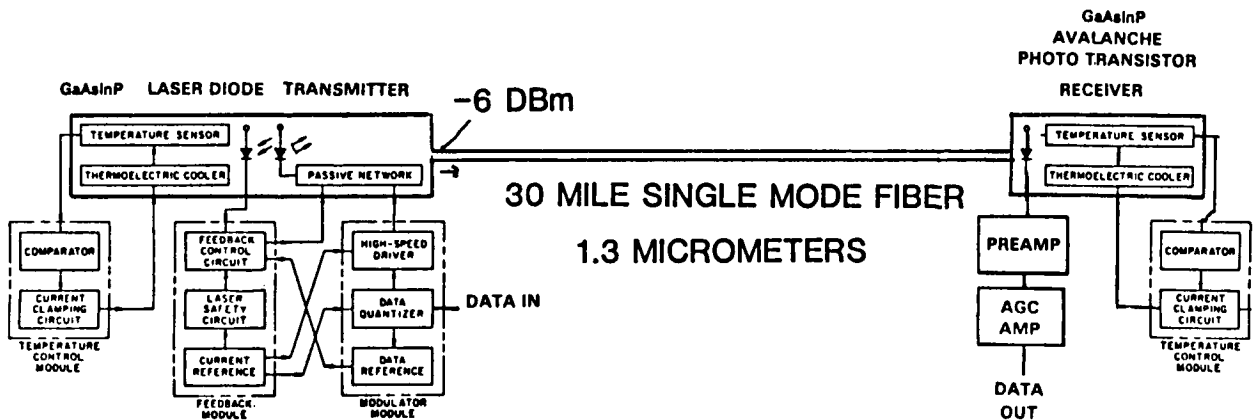 GaAsInP LASER DIODE TRANSMITTER
TEMPERATURE SENSOR
THERMOELECTRIC COOLER
PASSIVE NETWORK
-6 DBm
COMPARATOR
CURRENT
CLAMPING
CIRCUIT
TEMPERATURE
CONTROL
MODULE
FEEDBACK
CONTROL
CIRCUIT
LASER
SAFETY
CIRCUIT
CURRENT
REFERENCE
FEEDBACK.
MODULE
HIGH-SPEED
DRIVER
DATA
QUANTIZER
DATA
REFERENCE
MODULATOR
MODULE
DATA IN
30 MILE SINGLE MODE FIBER
1.3 MICROMETERS
GaAsInP
AVALANCHE
PHOTO TRANSISTOR
RECEIVER
TEMPERATURE SENSOR
THERMOELECTRIC COOLER
PREAMP
AGC
AMP
DATA
OUT
COMPARATOR
CURRENT
CLAMPING
CIRCUIT
TEMPERATURE
CONTROL
MODULE